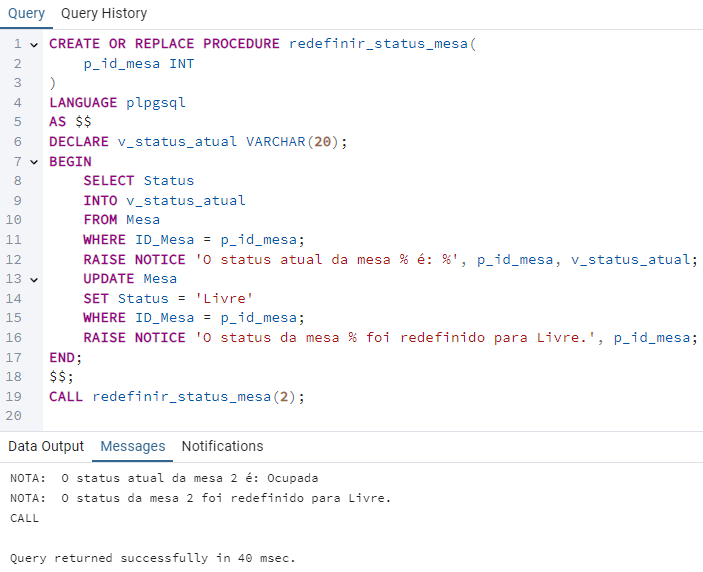 Query Query History
1 CREATE OR REPLACE PROCEDURE redefinir_status_mesa(
2 p_id_mesa INT
3 )
4 LANGUAGE plpgsql
5 AS $$
6 DECLARE v_status_atual VARCHAR(20);
7 BEGIN
8 SELECT Status
9 INTO v_status_atual
10 FROM Mesa
11 WHERE ID_Mesa = p_id_mesa;
12 RAISE NOTICE 'O status atual da mesa % é: %', p_id_mesa, v_status_atual;
13 UPDATE Mesa
14 SET Status = 'Livre'
15 WHERE ID_Mesa = p_id_mesa;
16 RAISE NOTICE 'O status da mesa % foi redefinido para Livre.', p_id_mesa;
17 END;
18 $$;
19 CALL redefinir_status_mesa(2);
20
Data Output Messages Notifications
NOTA: O status atual da mesa 2 é: Ocupada
NOTA: O status da mesa 2 foi redefinido para Livre.
CALL
Query returned successfully in 40 msec.